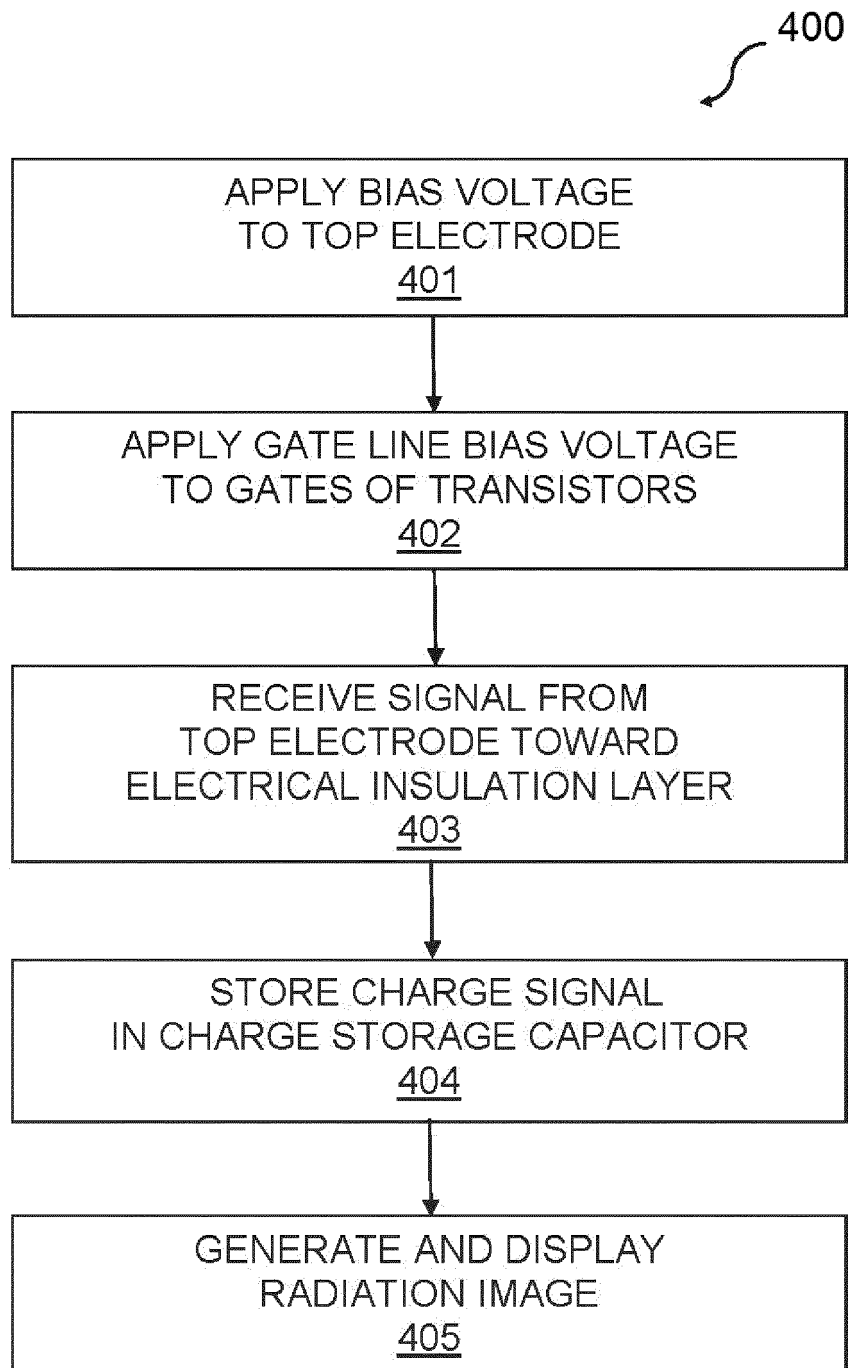 400
APPLY BIAS VOLTAGE
TO TOP ELECTRODE
401
APPLY GATE LINE BIAS VOLTAGE
TO GATES OF TRANSISTORS
402
RECEIVE SIGNAL FROM
TOP ELECTRODE TOWARD
ELECTRICAL INSULATION LAYER
403
STORE CHARGE SIGNAL
IN CHARGE STORAGE CAPACITOR
404
GENERATE AND DISPLAY
RADIATION IMAGE
405